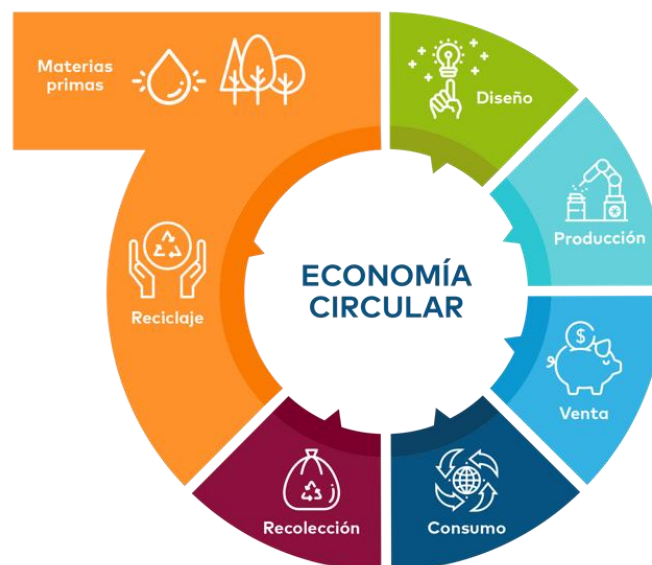 Materias
primas
Diseño
Producción
Venta
Consumo
Recolección
Reciclaje
ECONOMÍA
CIRCULAR
$